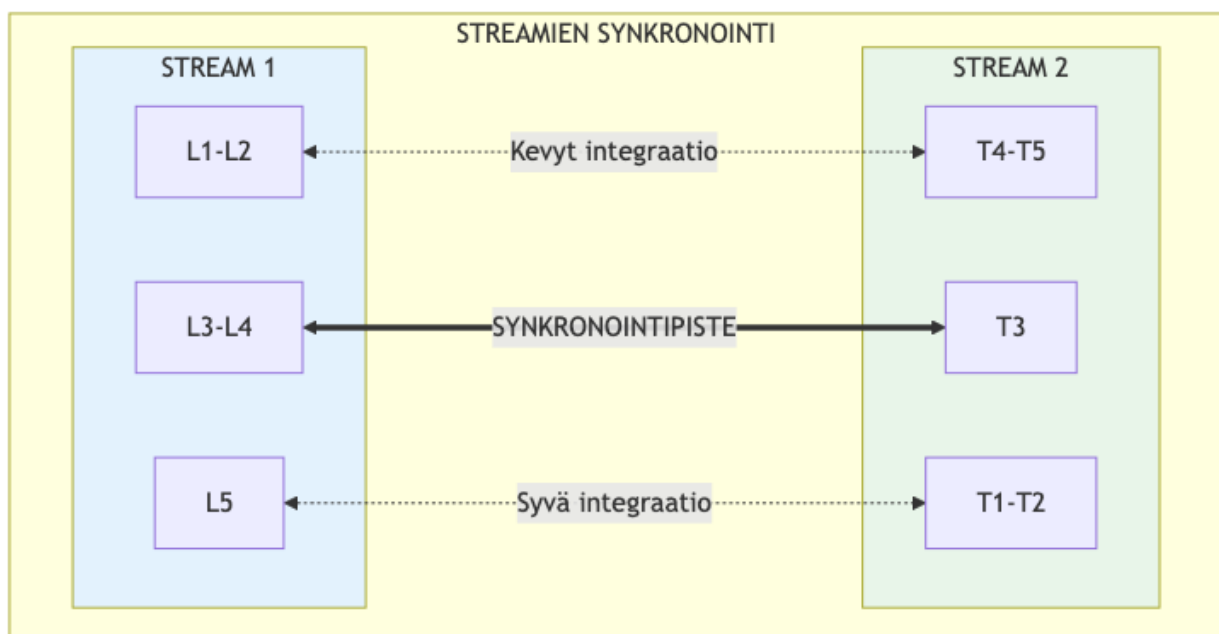 STREAMIEN SYNKRONOINTI
STREAM 1
STREAM 2
L1-L2
Kevyt integraatio
T4-T5
L3-L4
SYNKRONOINTIPISTE
T3
L5
Syvä integraatio
T1-T2